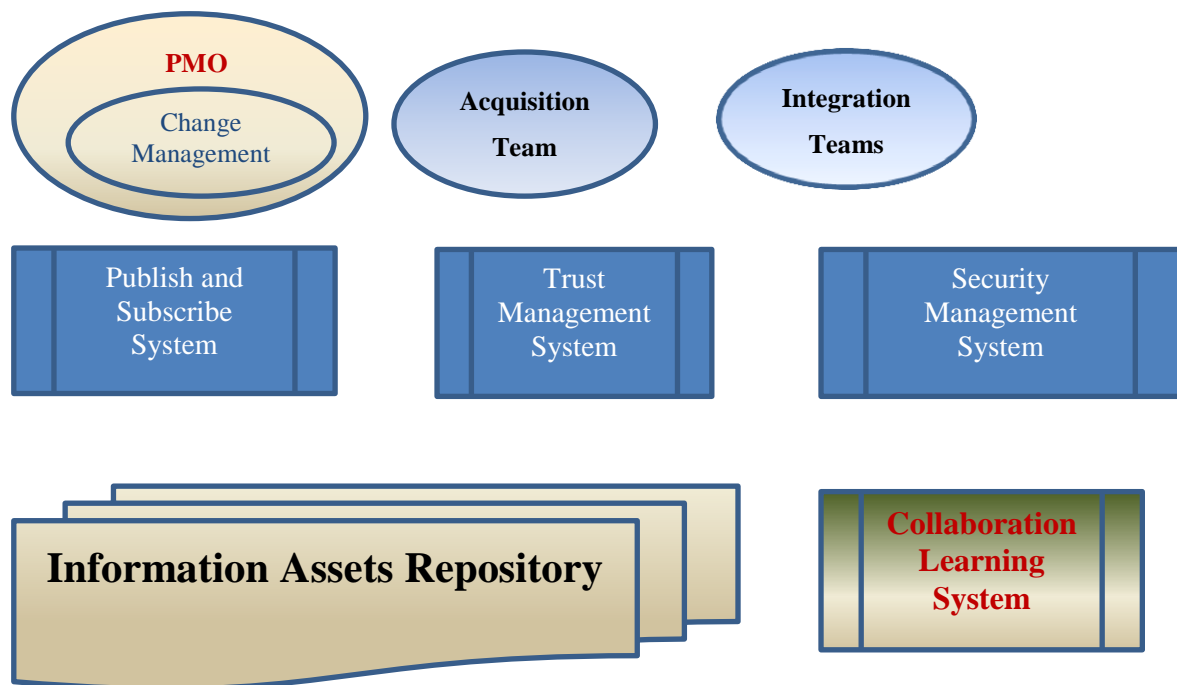 PMO
Change
Management
Acquisition
Team
Integration
Teams
Publish and
Subscribe
System
Trust
Management
System
Security
Management
System
Information Assets Repository
Collaboration
Learning
System